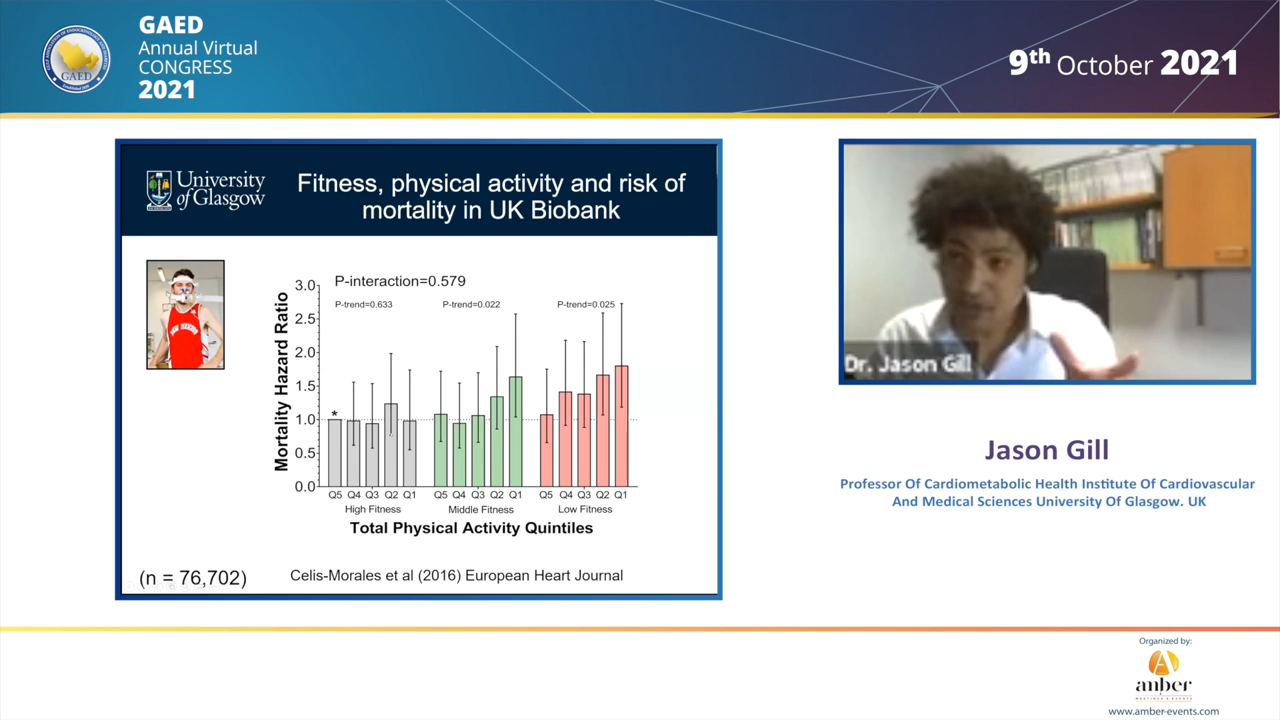 GAED
Annual Virtual
CONGRESS
2021
GAED
9th October 2021
University
of Glasgow
Fitness, physical activity and risk of
mortality in UK Biobank
P-interaction=0.579
P-trend=0.633
P-trend=0.022
P-trend=0.025
Mortality Hazard Ratio
3.0
2.5
2.0
1.5
1.0
0.5
0.0
*
Q5 Q4 Q3 Q2 Q1
Q5 Q4 Q3 Q2 Q1
Q5 Q4 Q3 Q2 Q1
High Fitness
Middle Fitness
Low Fitness
Total Physical Activity Quintiles
(n = 76,702)
Celis-Morales et al (2016) European Heart Journal
Dr. Jason Gill
Jason Gill
Professor Of Cardiometabolic Health Institute Of Cardiovascular
And Medical Sciences University Of Glasgow. UK
Organized by:
anber
MEETINGS & EVENTS
www.amber-events.com